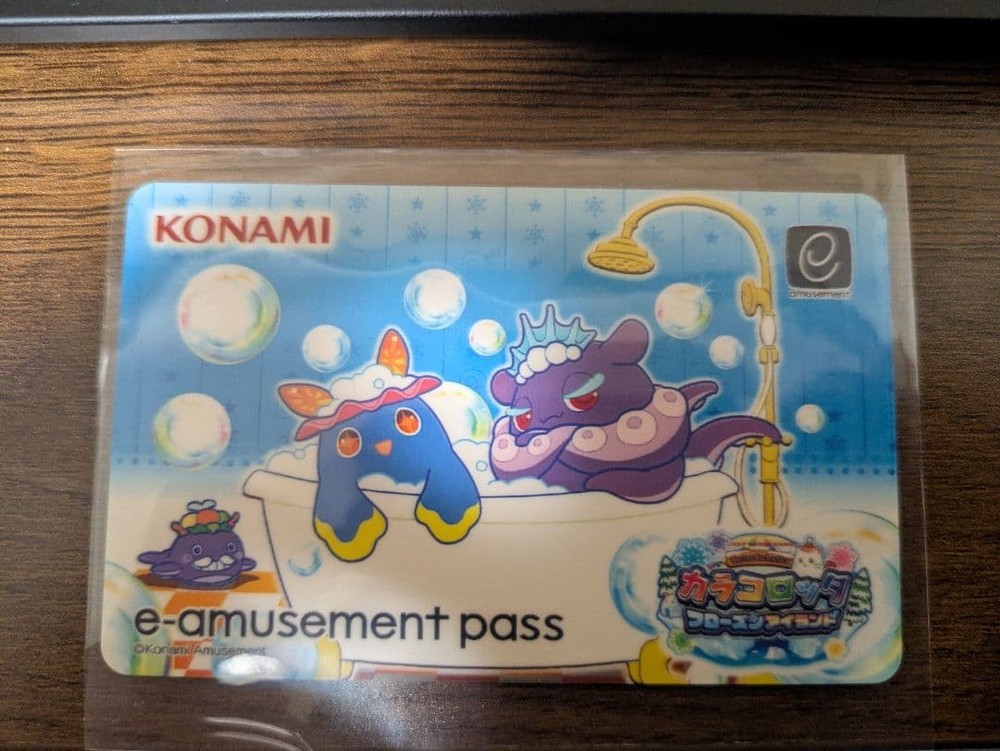 KONAMI
e
amusement
カラコロッタ
フローズンアイランド
e-amusement pass
©Konami Amusement